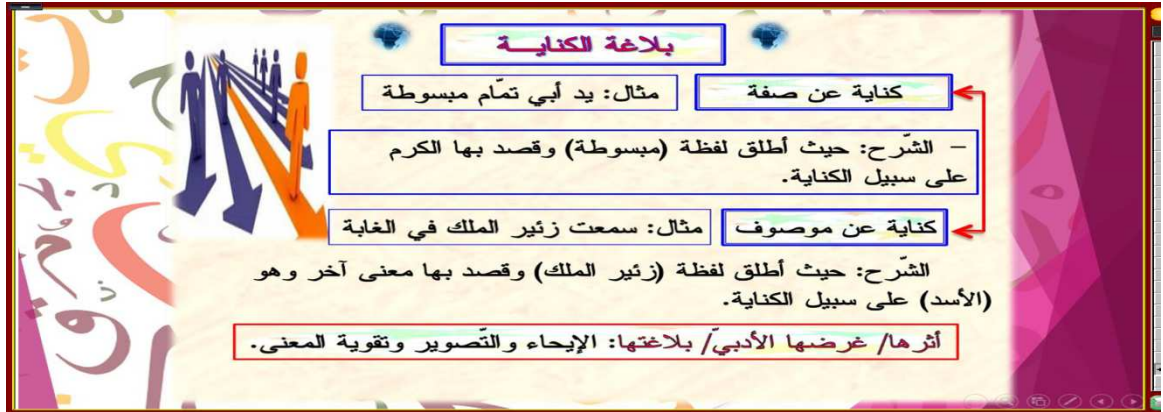 بلاغة الكنايـــة
كناية عن صفة
مثال: يد أبي تمّام مبسوطة
– الشّرح: حيث أطلق لفظة (مبسوطة) وقصد بها الكرم
على سبيل الكناية.
كناية عن موصوف
مثال: سمعت زئير الملك في الغابة
الشّرح: حيث أطلق لفظة (زئير الملك) وقصد بها معنى آخر وهو
(الأسد) على سبيل الكناية.
أثرها/ غرضها الأدبيّ/ بلاغتها: الإيحاء والتّصوير وتقوية المعنى.